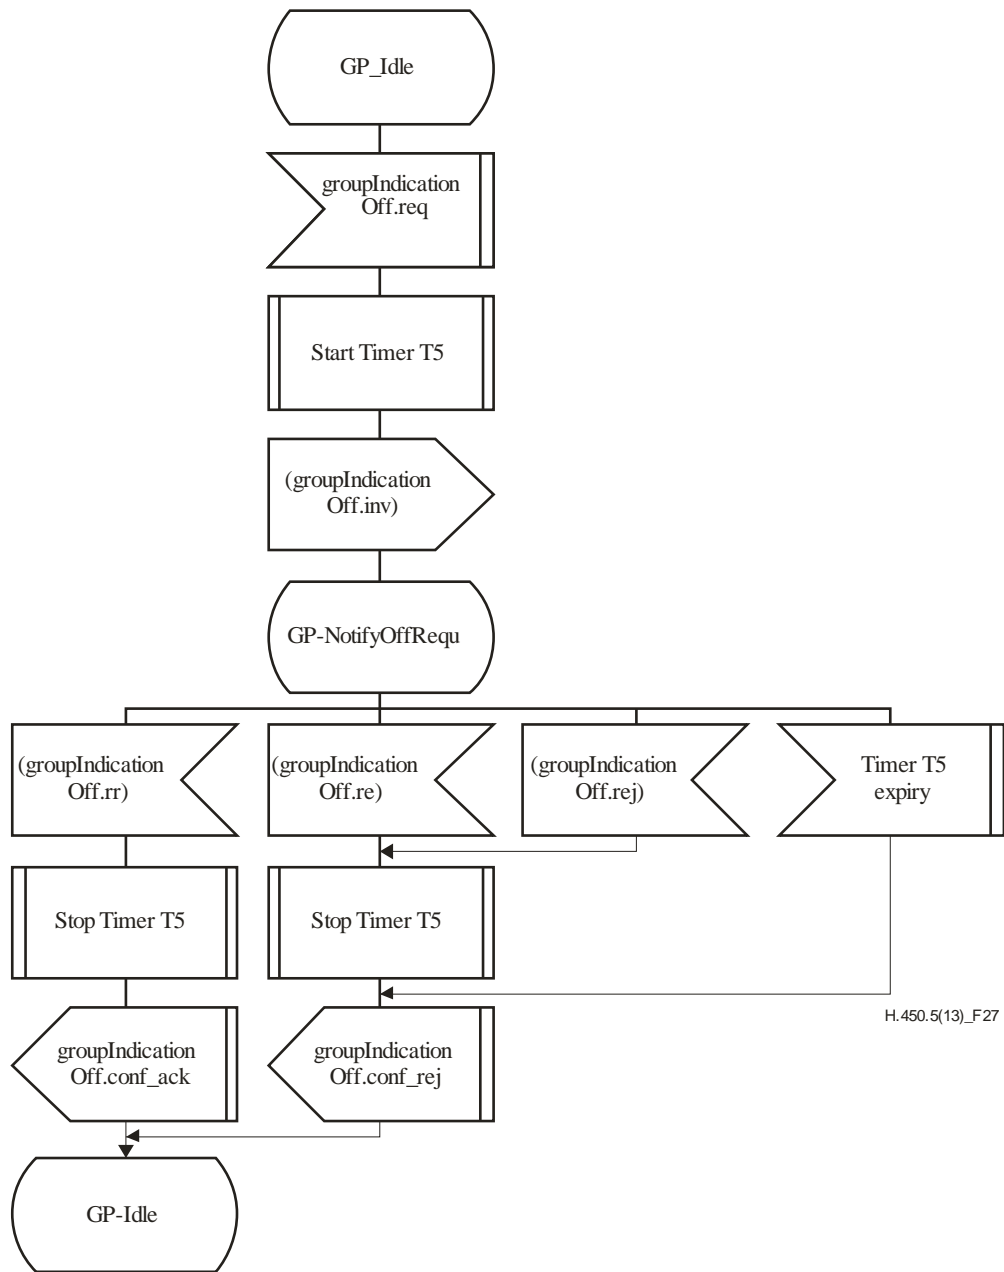 GP_Idle
groupIndication
Off.req
Start Timer T5
(groupIndication
Off.inv)
GP-NotifyOffRequ
(groupIndication
Off.rr)
(groupIndication
Off.re)
(groupIndication
Off.rej)
Timer T5
expiry
Stop Timer T5
Stop Timer T5
H.450.5(13)_F27
groupIndication
Off.conf_ack
groupIndication
Off.conf_rej
GP-Idle